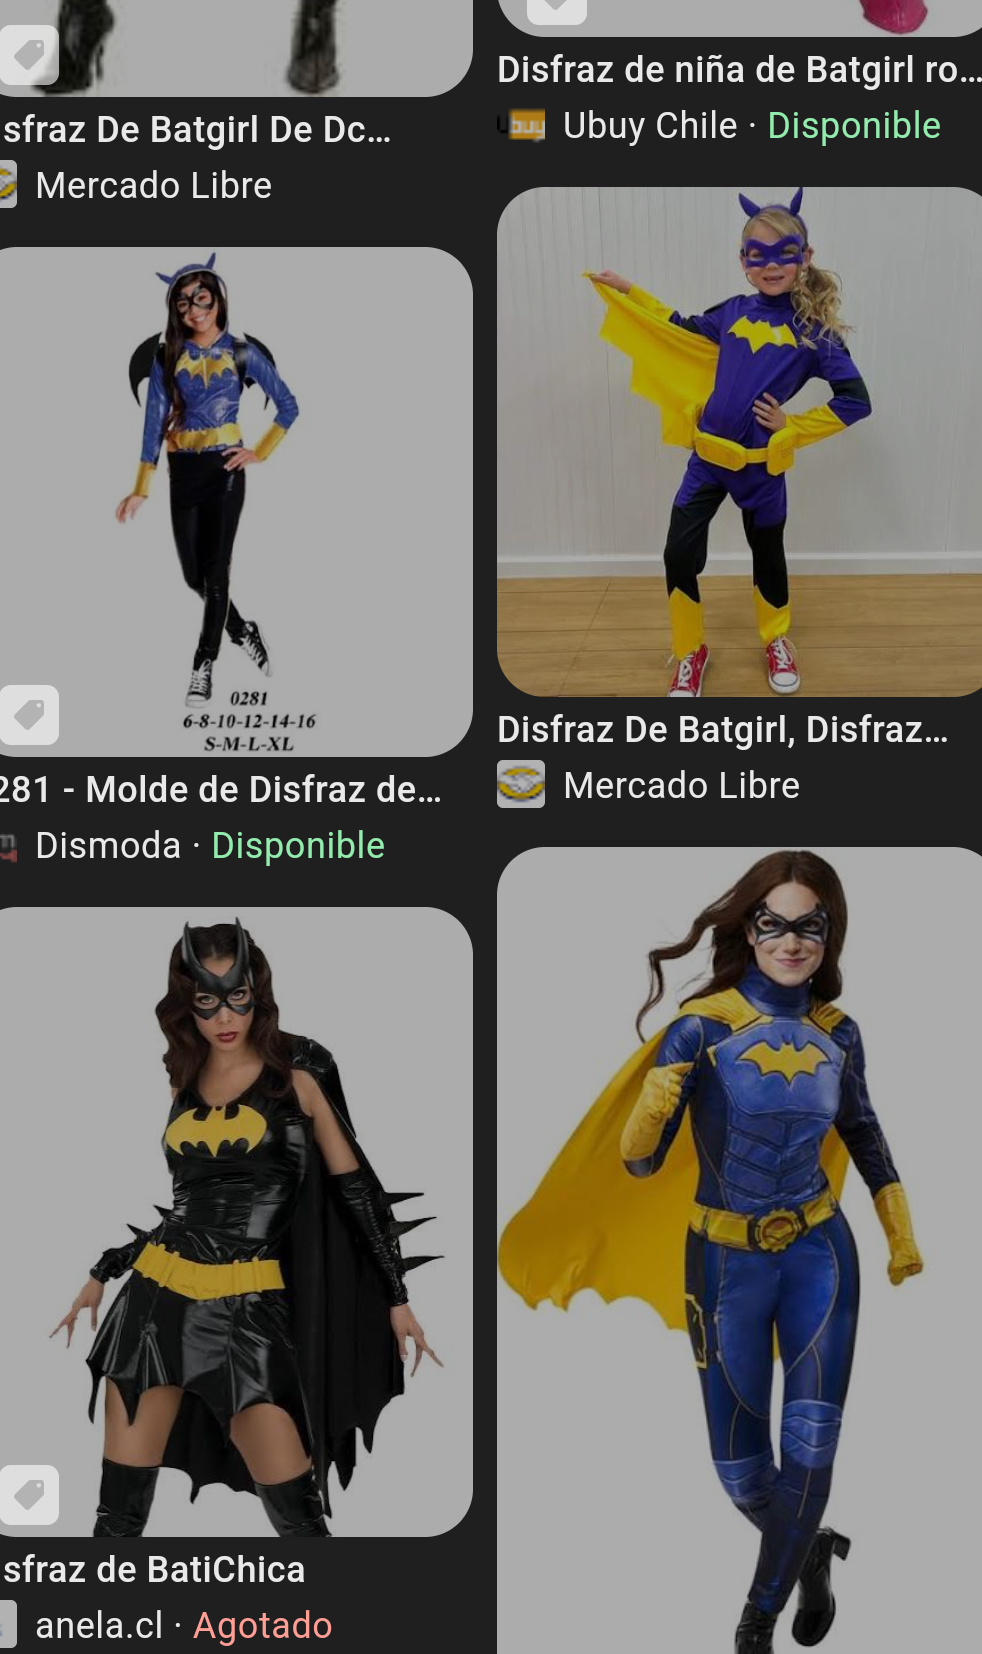 sfraz De Batgirl De Dc...
Mercado Libre
0281
6-8-10-12-14-16
S-M-L-XL
281 - Molde de Disfraz de...
Dismoda · Disponible
sfraz de BatiChica
anela.cl · Agotado
Disfraz de niña de Batgirl ro...
Ubuy
Ubuy Chile · Disponible
Disfraz De Batgirl, Disfraz...
Mercado Libre